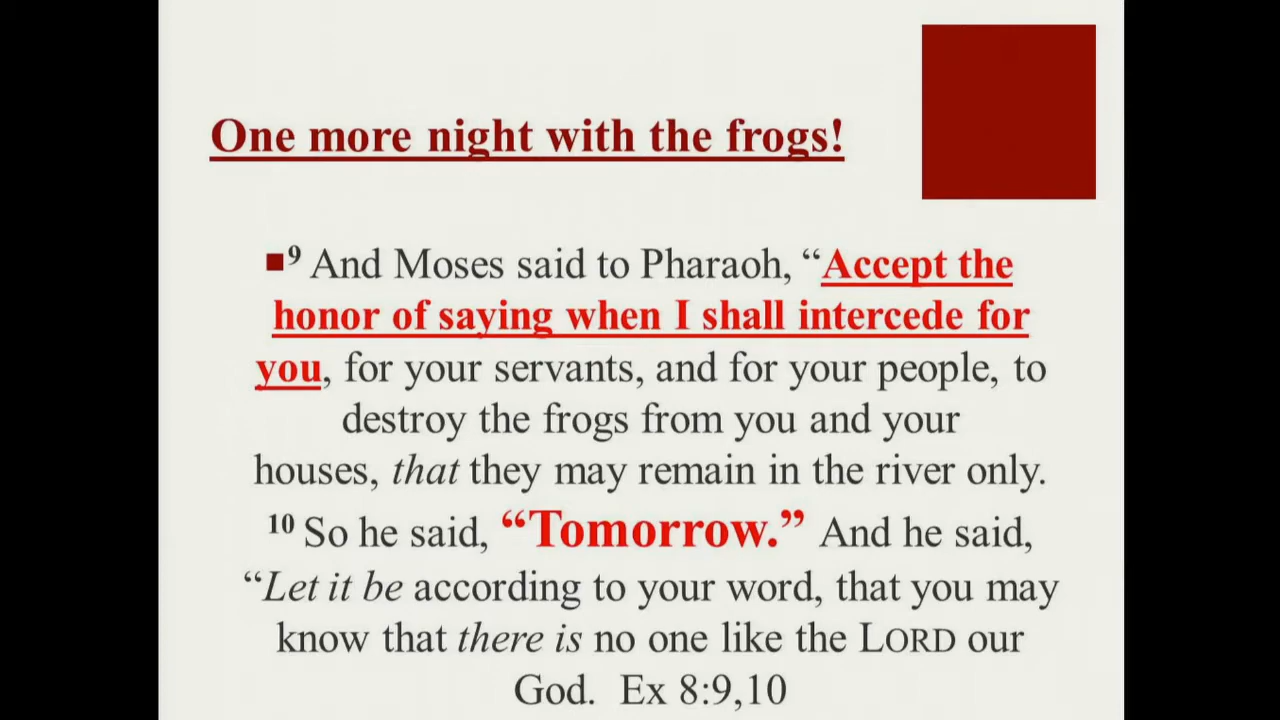 One more night with the frogs!
⁹ And Moses said to Pharaoh, “Accept the
honor of saying when I shall intercede for
you, for your servants, and for your people, to
destroy the frogs from you and your
houses, that they may remain in the river only.
¹⁰ So he said, “Tomorrow.” And he said,
“Let it be according to your word, that you may
know that there is no one like the LORD our
God.  Ex 8:9,10